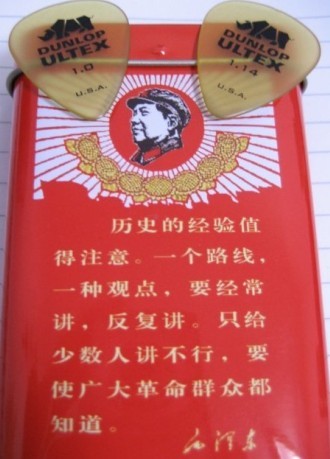 DUNLOP
ULTEX
1.0
U.S.A.
DUNLOP
ULTEX
1.14
U.S.A.
历史的经验值
得注意。一个路线，
一种观点，要经常
讲，反复讲。只给
少数人讲不行，要
使广大革命群众都
知道。
毛泽东